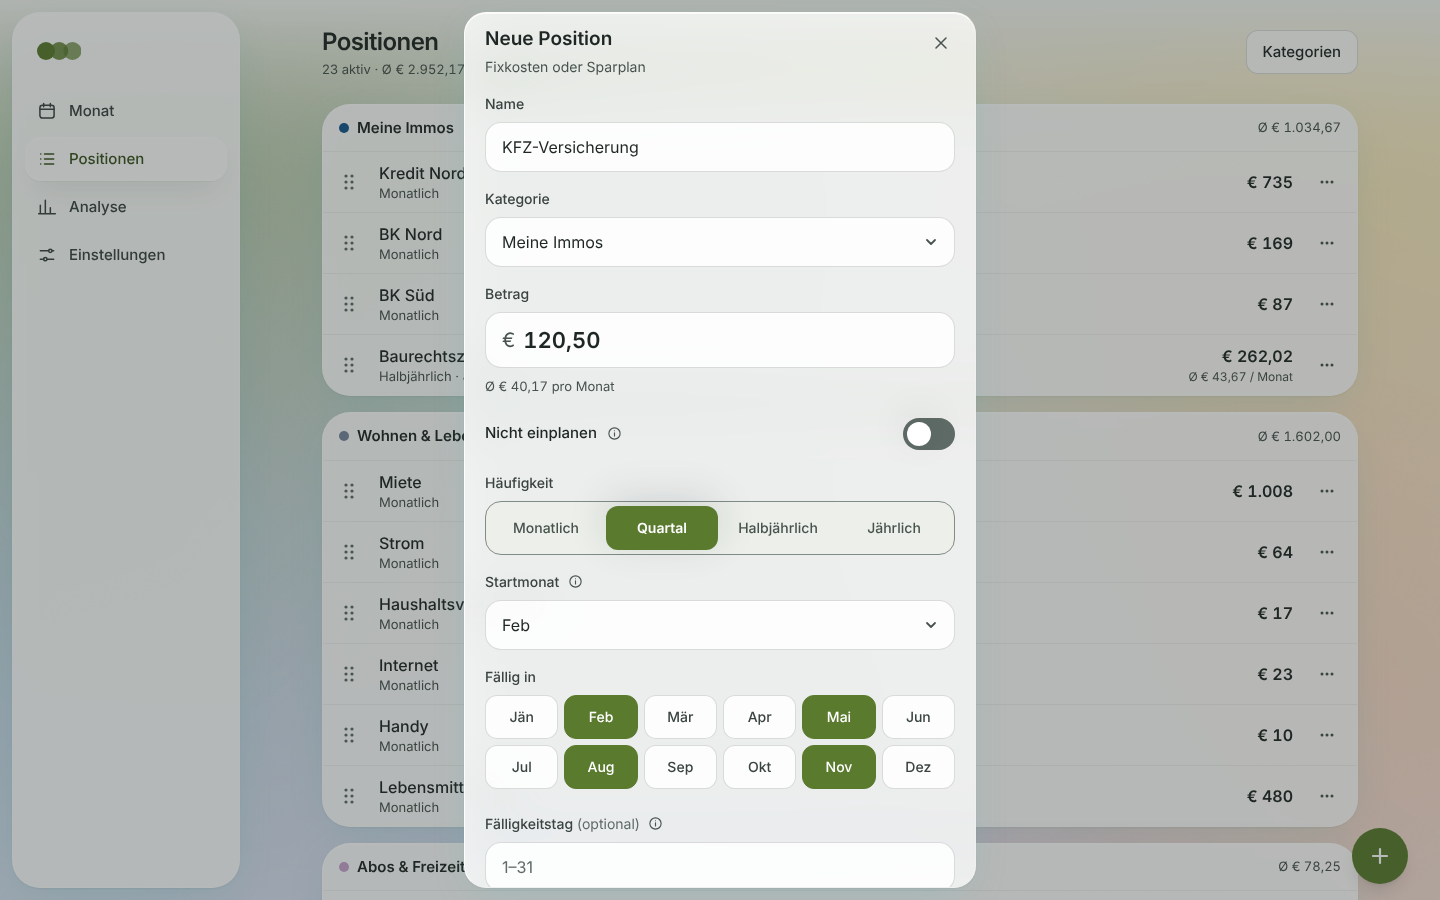 Monat
Positionen
Analyse
Einstellungen
Positionen
23 aktiv · Ø € 2.952,17
Kategorien
Meine Immos
Ø € 1.034,67
Kredit Nord
Monatlich
€ 735
BK Nord
Monatlich
€ 169
BK Süd
Monatlich
€ 87
Baurechtsz
Halbjährlich ·
€ 262,02
Ø € 43,67 / Monat
Wohnen & Lebe
Ø € 1.602,00
Miete
Monatlich
€ 1.008
Strom
Monatlich
€ 64
Haushaltsv
Monatlich
€ 17
Internet
Monatlich
€ 23
Handy
Monatlich
€ 10
Lebensmitt
Monatlich
€ 480
Abos & Freizeit
Ø € 78,25
Neue Position
Fixkosten oder Sparplan
Name
KFZ-Versicherung
Kategorie
Meine Immos
Betrag
€ 120,50
Ø € 40,17 pro Monat
Nicht einplanen
Häufigkeit
Monatlich Quartal Halbjährlich Jährlich
Startmonat
Feb
Fällig in
Jän Feb Mär Apr Mai Jun
Jul Aug Sep Okt Nov Dez
Fälligkeitstag (optional)
1–31